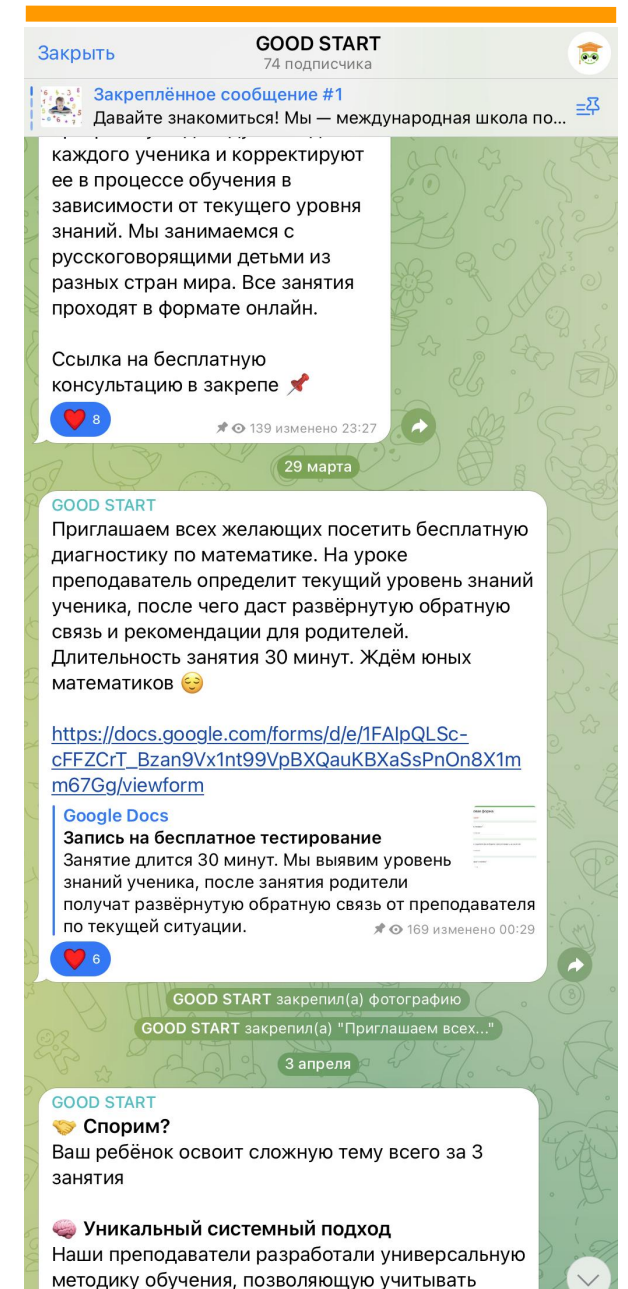 Закрыть
GOOD START
74 подписчика
Закреплённое сообщение #1
Давайте знакомиться! Мы — международная школа по...
каждого ученика и корректируют
ее в процессе обучения в
зависимости от текущего уровня
знаний. Мы занимаемся с
русскоговорящими детьми из
разных стран мира. Все занятия
проходят в формате онлайн.
Ссылка на бесплатную
консультацию в закрепе 📌
❤️ 8
139 изменено 23:27
29 марта
GOOD START
Приглашаем всех желающих посетить бесплатную
диагностику по математике. На уроке
преподаватель определит текущий уровень знаний
ученика, после чего даст развёрнутую обратную
связь и рекомендации для родителей.
Длительность занятия 30 минут. Ждём юных
математиков 😌
https://docs.google.com/forms/d/e/1FAIpQLSc-
cFFZCrT_Bzan9Vx1nt99VpBXQauKBXaSsPnOn8X1m
m67Gg/viewform
Google Docs
Запись на бесплатное тестирование
Занятие длится 30 минут. Мы выявим уровень
знаний ученика, после занятия родители
получат развёрнутую обратную связь от преподавателя
по текущей ситуации.
169 изменено 00:29
❤️ 6
GOOD START закрепил(а) фотографию
GOOD START закрепил(а) "Приглашаем всех..."
3 апреля
GOOD START
🤝 Спорим?
Ваш ребёнок освоит сложную тему всего за 3
занятия
🧠 Уникальный системный подход
Наши преподаватели разработали универсальную
методику обучения, позволяющую учитывать